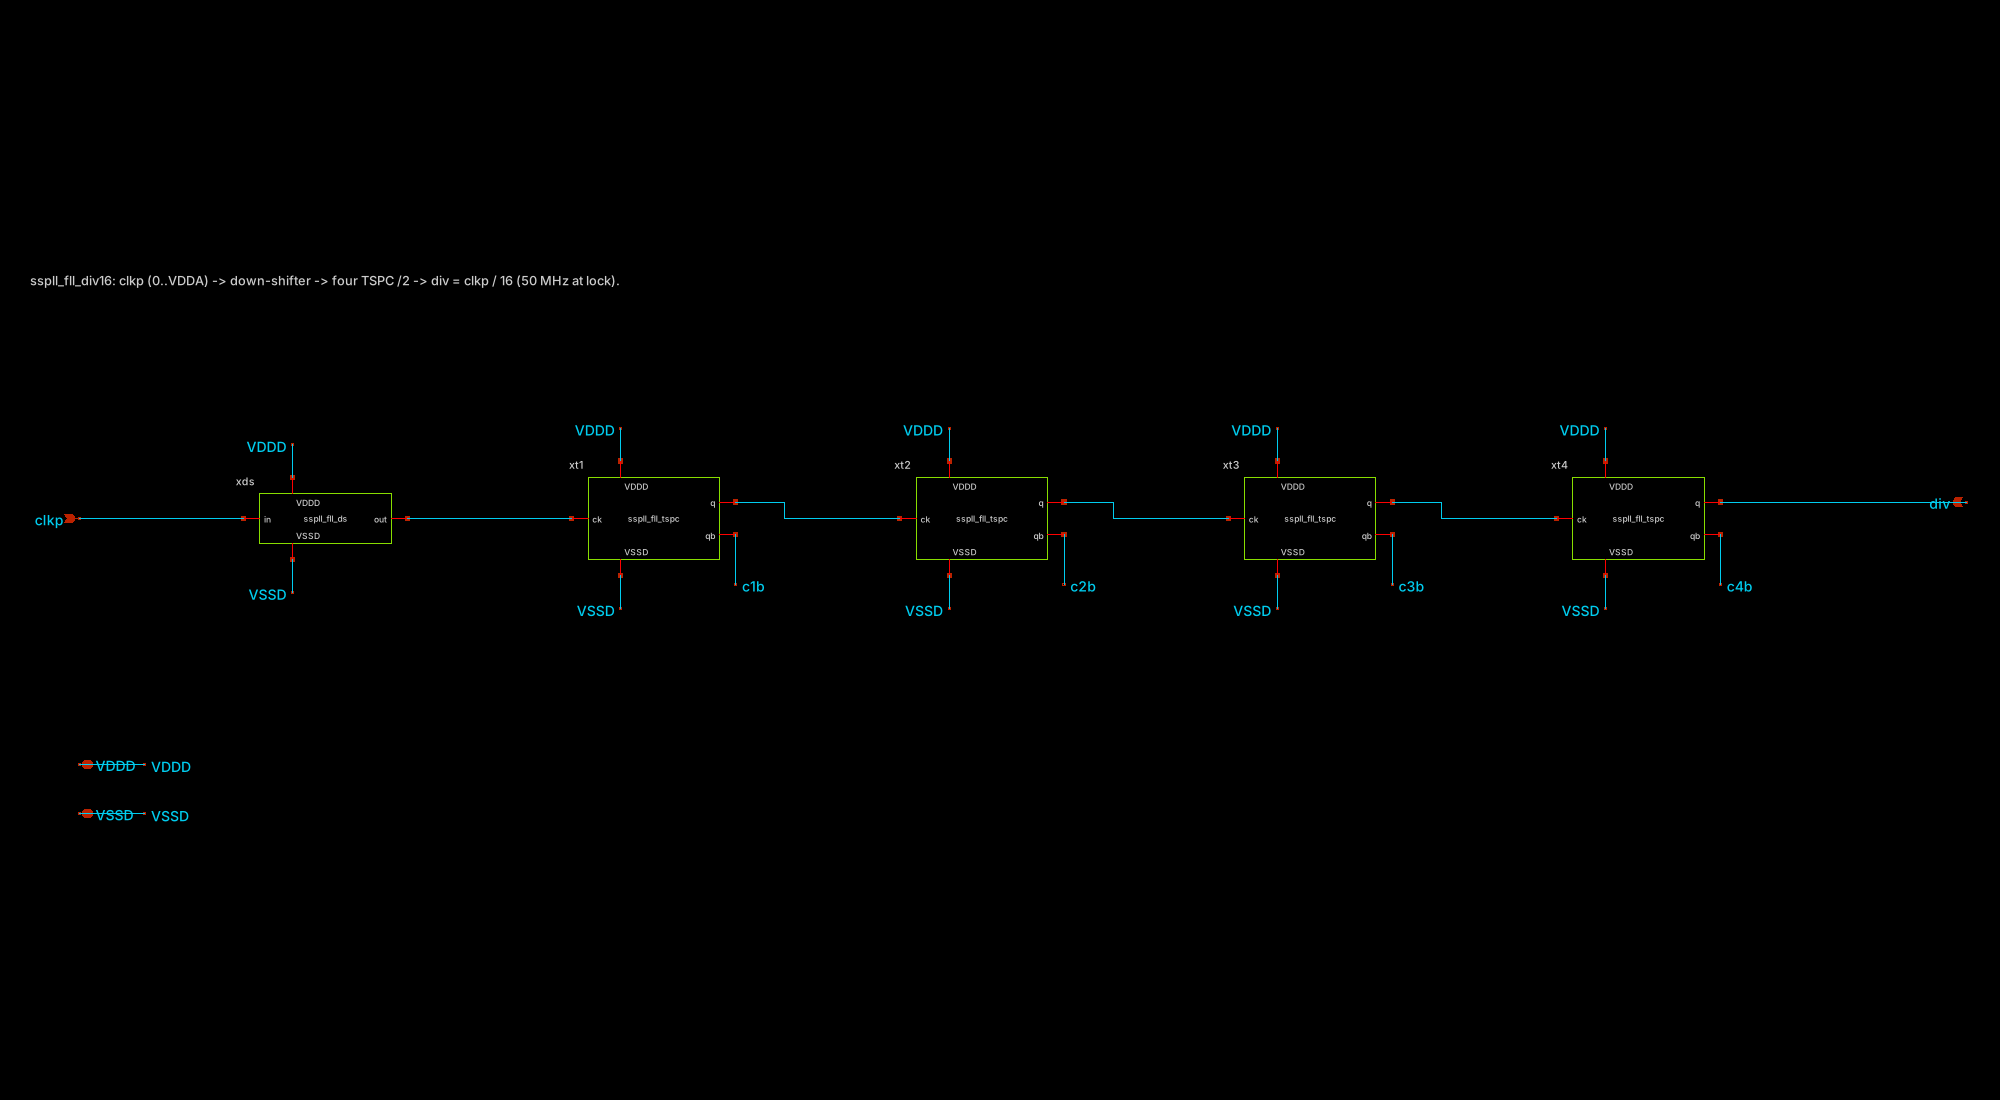 sspll_fll_div16: clkp (0..VDDA) -> down-shifter -> four TSPC /2 -> div = clkp / 16 (50 MHz at lock).
VDDD
VDDD
VDDD
VDDD
VDDD
xds
xt1
xt2
xt3
xt4
VDDD
VDDD
VDDD
VDDD
VDDD
clkp
in
sspll_fll_ds
out
ck
sspll_fll_tspc
q
ck
sspll_fll_tspc
q
ck
sspll_fll_tspc
q
ck
sspll_fll_tspc
q
div
VSSD
qb
qb
qb
qb
VSSD
VSSD
VSSD
VSSD
VSSD
c1b
c2b
c3b
c4b
VSSD
VSSD
VSSD
VSSD
VDDD VDDD
VSSD VSSD